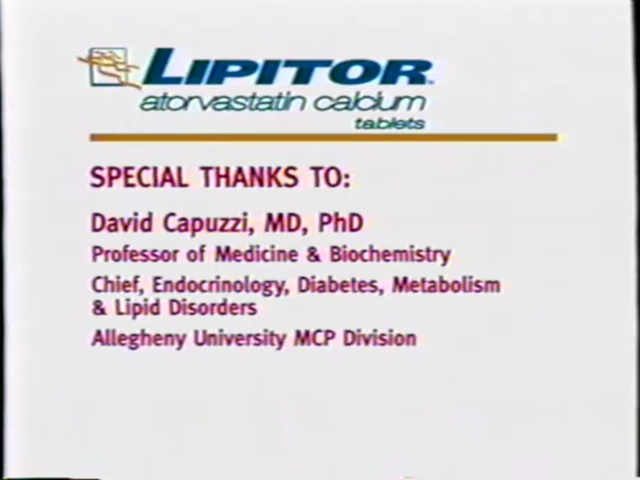 LIPITOR™
atorvastatin calcium
tablets
SPECIAL THANKS TO:
David Capuzzi, MD, PhD
Professor of Medicine & Biochemistry
Chief, Endocrinology, Diabetes, Metabolism
& Lipid Disorders
Allegheny University MCP Division